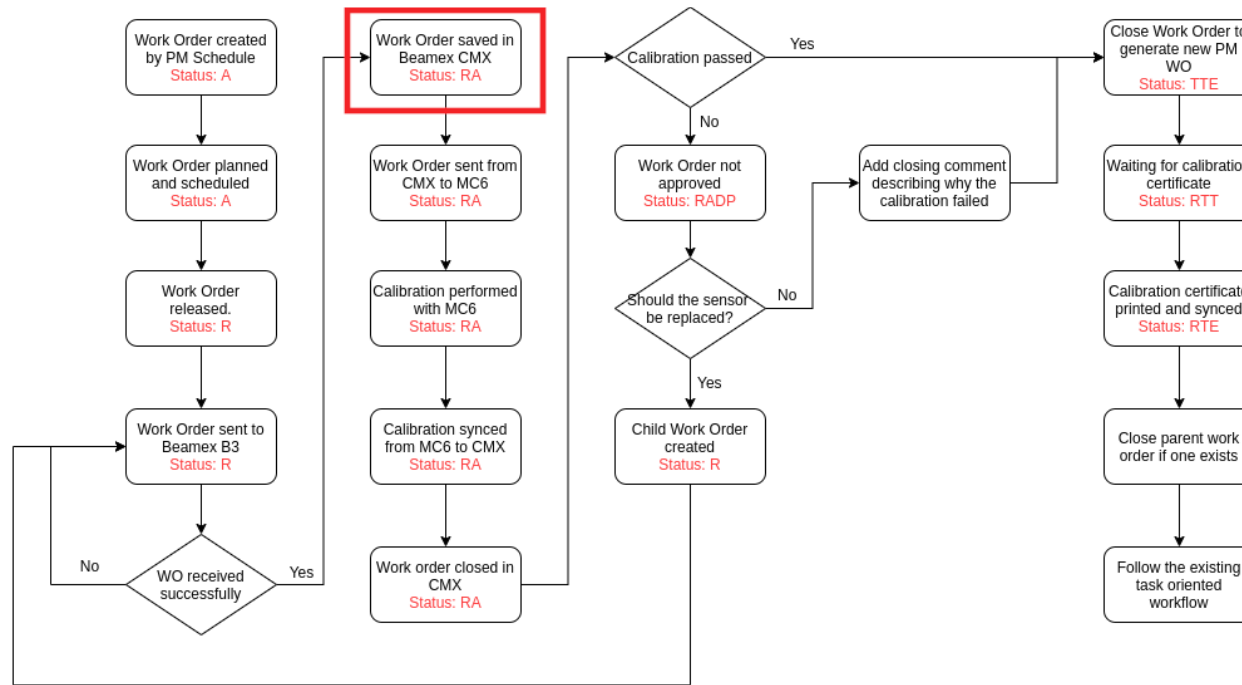 Work Order created
by PM Schedule
Status: A
Work Order planned
and scheduled
Status: A
Work Order
released.
Status: R
Work Order sent to
Beamex B3
Status: R
WO received
successfully
No
Yes
Work Order saved in
Beamex CMX
Status: RA
Work Order sent from
CMX to MC6
Status: RA
Calibration performed
with MC6
Status: RA
Calibration synced
from MC6 to CMX
Status: RA
Work order closed in
CMX
Status: RA
Calibration passed
Yes
No
Work Order not
approved
Status: RADP
Should the sensor
be replaced?
No
Yes
Child Work Order
created
Status: R
Add closing comment
describing why the
calibration failed
Close Work Order to
generate new PM
WO
Status: TTE
Waiting for calibration
certificate
Status: RTT
Calibration certificat
printed and synced
Status: RTE
Close parent work
order if one exists
Follow the existing
task oriented
workflow